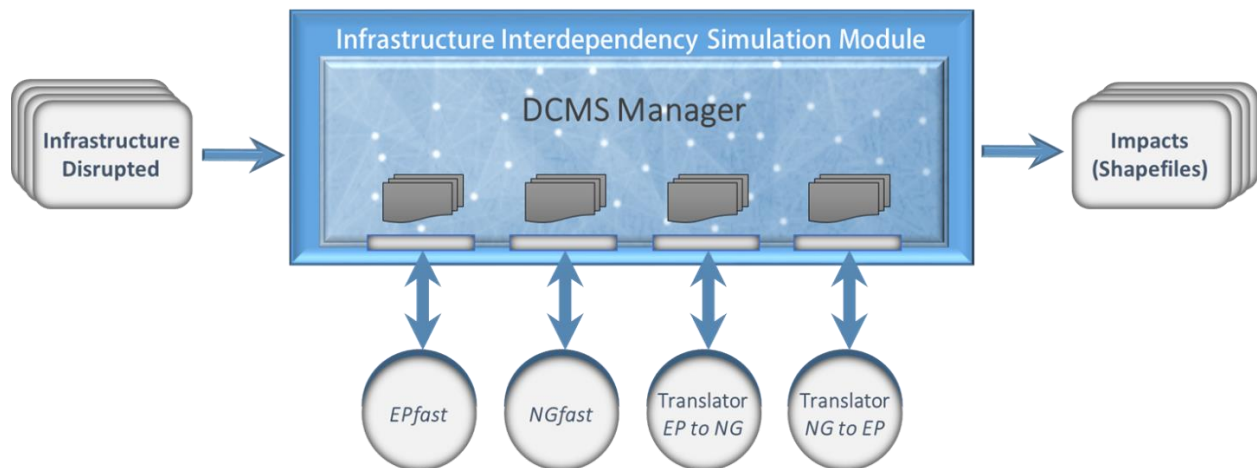 Infrastructure Interdependency Simulation Module
DCMS Manager
Infrastructure
Disrupted
Impacts
(Shapefiles)
EPfast
NGfast
Translator
EP to NG
Translator
NG to EP